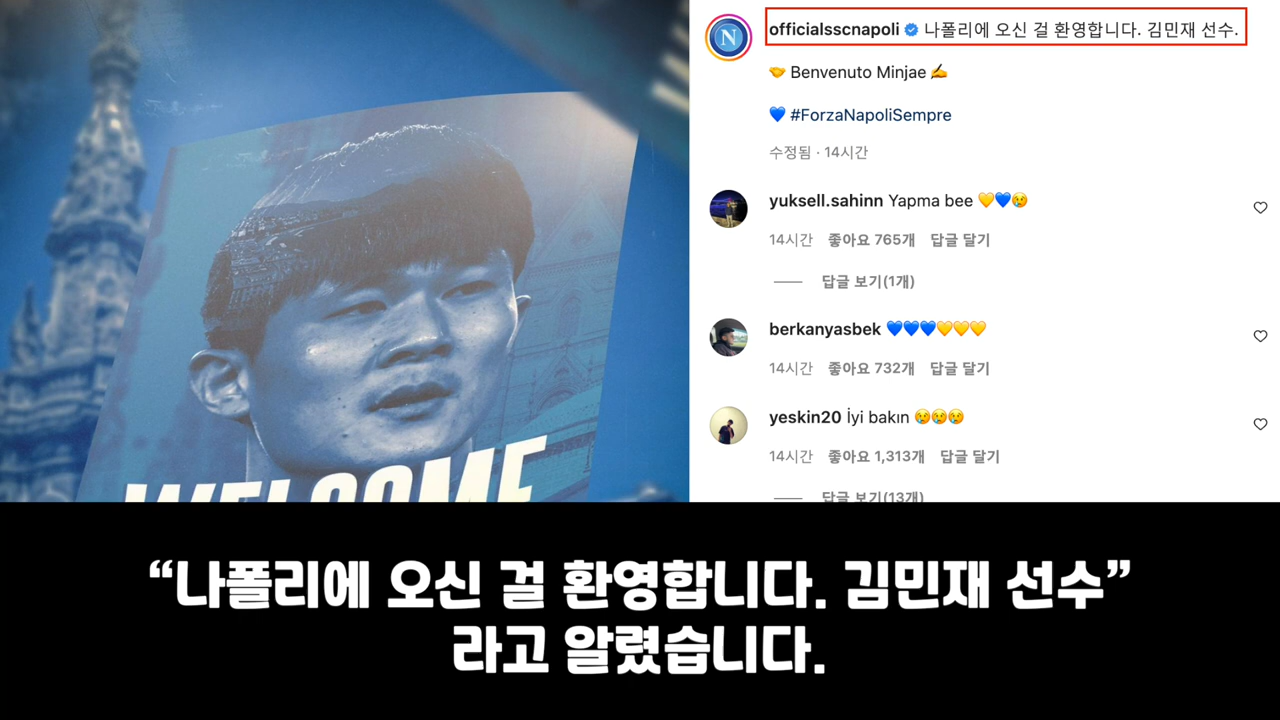 WELCOME
N
officialsscnapoli 나폴리에 오신 걸 환영합니다. 김민재 선수.
🤝 Benvenuto Minjae ✍️
💙 #ForzaNapoliSempre
수정됨 · 14시간
yuksell.sahinn Yapma bee 💛💙😢
14시간 좋아요 765개 답글 달기
답글 보기(1개)
berkanyasbek 💙💙💙💛💛💛
14시간 좋아요 732개 답글 달기
yeskin20 İyi bakın 😢😢😢
14시간 좋아요 1,313개 답글 달기
답글 보기(13개)
“나폴리에 오신 걸 환영합니다. 김민재 선수”
라고 알렸습니다.